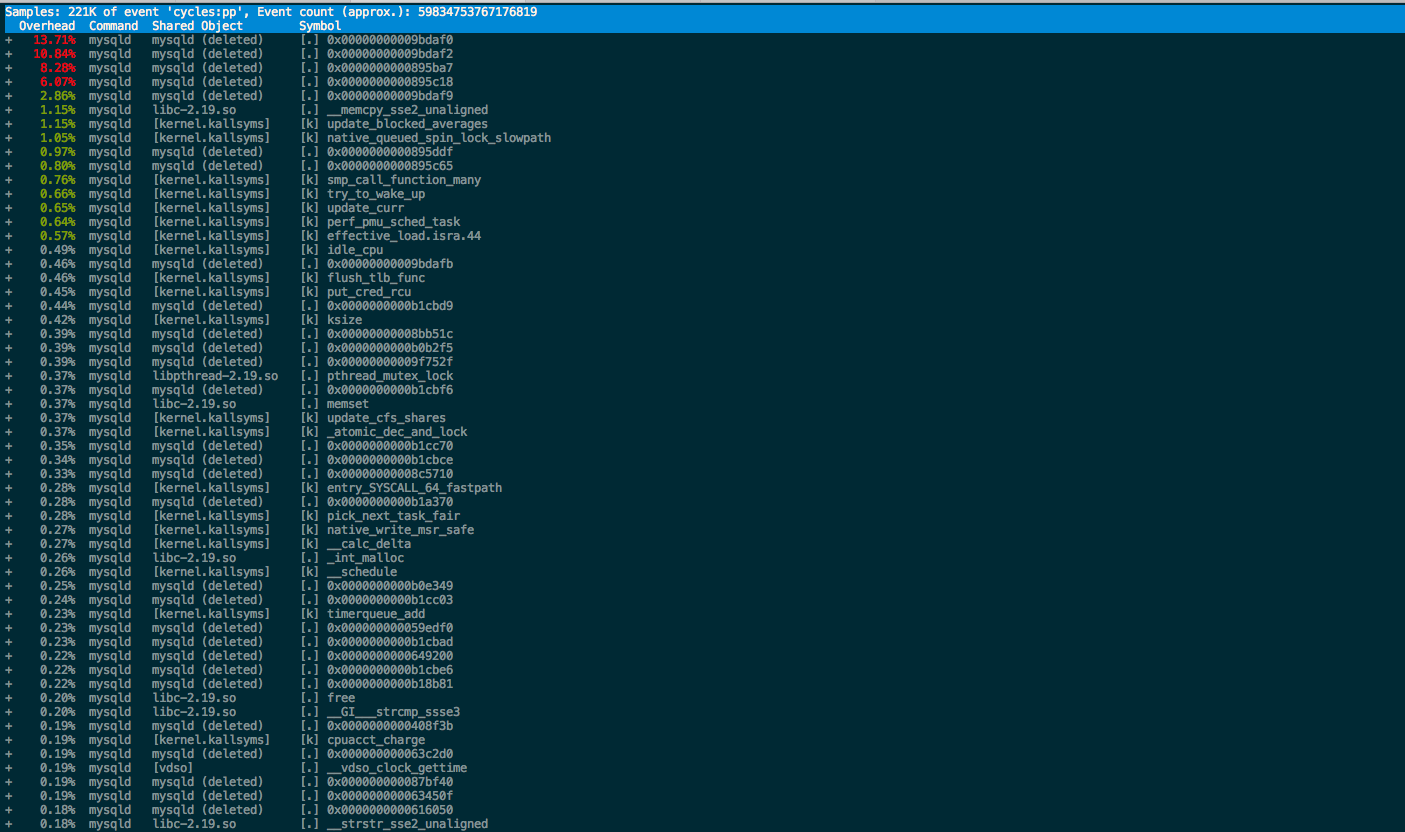 Samples: 221K of event 'cycles:pp', Event count (approx.): 59834753767176819
Overhead  Command  Shared Object        Symbol
+   13.71%  mysqld   mysqld (deleted)     [.] 0x00000000009bdaf0
+   10.84%  mysqld   mysqld (deleted)     [.] 0x00000000009bdaf2
+    8.28%  mysqld   mysqld (deleted)     [.] 0x0000000000895ba7
+    6.07%  mysqld   mysqld (deleted)     [.] 0x0000000000895c18
+    2.86%  mysqld   mysqld (deleted)     [.] 0x00000000009bdaf9
+    1.15%  mysqld   libc-2.19.so         [.] __memcpy_sse2_unaligned
+    1.15%  mysqld   [kernel.kallsyms]    [k] update_blocked_averages
+    1.05%  mysqld   [kernel.kallsyms]    [k] native_queued_spin_lock_slowpath
+    0.97%  mysqld   mysqld (deleted)     [.] 0x0000000000895ddf
+    0.80%  mysqld   mysqld (deleted)     [.] 0x0000000000895c65
+    0.76%  mysqld   [kernel.kallsyms]    [k] smp_call_function_many
+    0.66%  mysqld   [kernel.kallsyms]    [k] try_to_wake_up
+    0.65%  mysqld   [kernel.kallsyms]    [k] update_curr
+    0.64%  mysqld   [kernel.kallsyms]    [k] perf_pmu_sched_task
+    0.57%  mysqld   [kernel.kallsyms]    [k] effective_load.isra.44
+    0.49%  mysqld   [kernel.kallsyms]    [k] idle_cpu
+    0.46%  mysqld   mysqld (deleted)     [.] 0x00000000009bdafb
+    0.46%  mysqld   [kernel.kallsyms]    [k] flush_tlb_func
+    0.45%  mysqld   [kernel.kallsyms]    [k] put_cred_rcu
+    0.44%  mysqld   mysqld (deleted)     [.] 0x0000000000b1cbd9
+    0.42%  mysqld   [kernel.kallsyms]    [k] ksize
+    0.39%  mysqld   mysqld (deleted)     [.] 0x00000000008bb51c
+    0.39%  mysqld   mysqld (deleted)     [.] 0x0000000000b0b2f5
+    0.39%  mysqld   mysqld (deleted)     [.] 0x00000000009f752f
+    0.37%  mysqld   libpthread-2.19.so   [.] pthread_mutex_lock
+    0.37%  mysqld   mysqld (deleted)     [.] 0x0000000000b1cbf6
+    0.37%  mysqld   libc-2.19.so         [.] memset
+    0.37%  mysqld   [kernel.kallsyms]    [k] update_cfs_shares
+    0.37%  mysqld   [kernel.kallsyms]    [k] _atomic_dec_and_lock
+    0.35%  mysqld   mysqld (deleted)     [.] 0x0000000000b1cc70
+    0.34%  mysqld   mysqld (deleted)     [.] 0x0000000000b1cbce
+    0.33%  mysqld   mysqld (deleted)     [.] 0x00000000008c5710
+    0.28%  mysqld   [kernel.kallsyms]    [k] entry_SYSCALL_64_fastpath
+    0.28%  mysqld   mysqld (deleted)     [.] 0x0000000000b1a370
+    0.28%  mysqld   [kernel.kallsyms]    [k] pick_next_task_fair
+    0.27%  mysqld   [kernel.kallsyms]    [k] native_write_msr_safe
+    0.27%  mysqld   [kernel.kallsyms]    [k] __calc_delta
+    0.26%  mysqld   libc-2.19.so         [.] _int_malloc
+    0.26%  mysqld   [kernel.kallsyms]    [k] __schedule
+    0.25%  mysqld   mysqld (deleted)     [.] 0x0000000000b0e349
+    0.24%  mysqld   mysqld (deleted)     [.] 0x0000000000b1cc03
+    0.23%  mysqld   [kernel.kallsyms]    [k] timerqueue_add
+    0.23%  mysqld   mysqld (deleted)     [.] 0x000000000059edf0
+    0.23%  mysqld   mysqld (deleted)     [.] 0x0000000000b1cbad
+    0.22%  mysqld   mysqld (deleted)     [.] 0x0000000000649200
+    0.22%  mysqld   mysqld (deleted)     [.] 0x0000000000b1cbe6
+    0.22%  mysqld   mysqld (deleted)     [.] 0x0000000000b18b81
+    0.20%  mysqld   libc-2.19.so         [.] free
+    0.20%  mysqld   libc-2.19.so         [.] __GI___strcmp_ssse3
+    0.19%  mysqld   mysqld (deleted)     [.] 0x0000000000408f3b
+    0.19%  mysqld   [kernel.kallsyms]    [k] cpuacct_charge
+    0.19%  mysqld   mysqld (deleted)     [.] 0x000000000063c2d0
+    0.19%  mysqld   [vdso]               [.] __vdso_clock_gettime
+    0.19%  mysqld   mysqld (deleted)     [.] 0x000000000087bf40
+    0.19%  mysqld   mysqld (deleted)     [.] 0x000000000063450f
+    0.18%  mysqld   mysqld (deleted)     [.] 0x0000000000616050
+    0.18%  mysqld   libc-2.19.so         [.] __strstr_sse2_unaligned